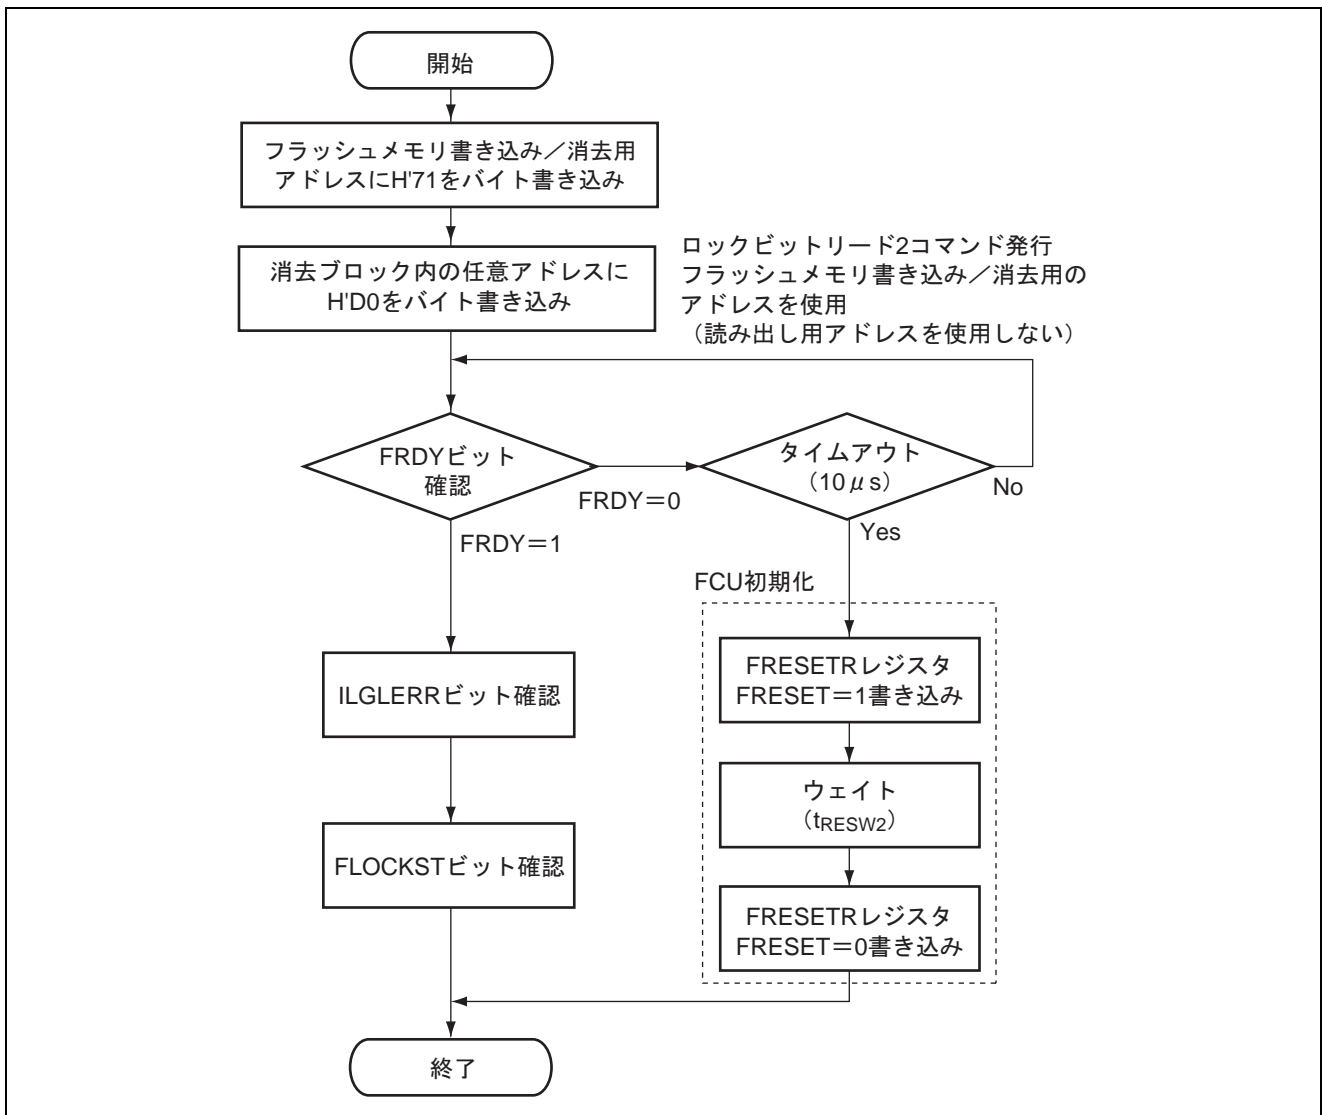 開始
フラッシュメモリ書き込み／消去用
アドレスにH'71をバイト書き込み
消去ブロック内の任意アドレスに
H'D0をバイト書き込み
ロックビットリード2コマンド発行
フラッシュメモリ書き込み／消去用の
アドレスを使用
（読み出し用アドレスを使用しない）
FRDYビット
確認
FRDY＝0
タイムアウト
（10μs）
No
FRDY＝1
Yes
FCU初期化
ILGLERRビット確認
FRESETRレジスタ
FRESET＝1書き込み
ウェイト
（tRESW2）
FLOCKSTビット確認
FRESETRレジスタ
FRESET＝0書き込み
終了